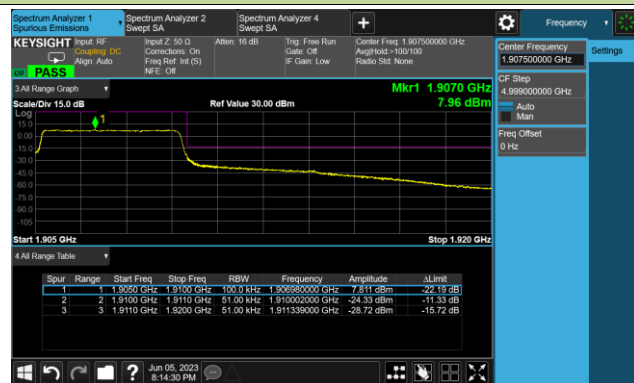 Spectrum Analyzer 1
Spurious Emissions
Spectrum Analyzer 2
Swept SA
Spectrum Analyzer 4
Swept SA
+
Frequency
KEYSIGHT
Input: RF
Coupling: DC
Align: Auto
Input Z: 50 Ω
Corrections: On
Freq Ref: Int (S)
NFE: Off
Atten: 16 dB
Trig: Free Run
Gate: Off
IF Gain: Low
Center Freq: 1.907500000 GHz
Avg|Hold:>100/100
Radio Std: None
PASS
Center Frequency
1.907500000 GHz
Settings
CF Step
4.999000000 GHz
Auto
Man
Freq Offset
0 Hz
3 All Range Graph
Mkr1 1.9070 GHz
Scale/Div 15.0 dB
Ref Value 30.00 dBm
7.96 dBm
Log
1
15.0
0.00
-15.0
-30.0
-45.0
-60.0
-75.0
-90.0
-105
Start 1.905 GHz
Stop 1.920 GHz
4 All Range Table
Spur Range Start Freq Stop Freq RBW Frequency Amplitude ΔLimit
1 1 1.9050 GHz 1.9100 GHz 100.0 kHz 1.906980000 GHz 7.811 dBm -22.19 dB
2 2 1.9100 GHz 1.9110 GHz 51.00 kHz 1.910002000 GHz -24.33 dBm -11.33 dB
3 3 1.9110 GHz 1.9200 GHz 51.00 kHz 1.911339000 GHz -28.72 dBm -15.72 dB
?
Jun 05, 2023
8:14:30 PM